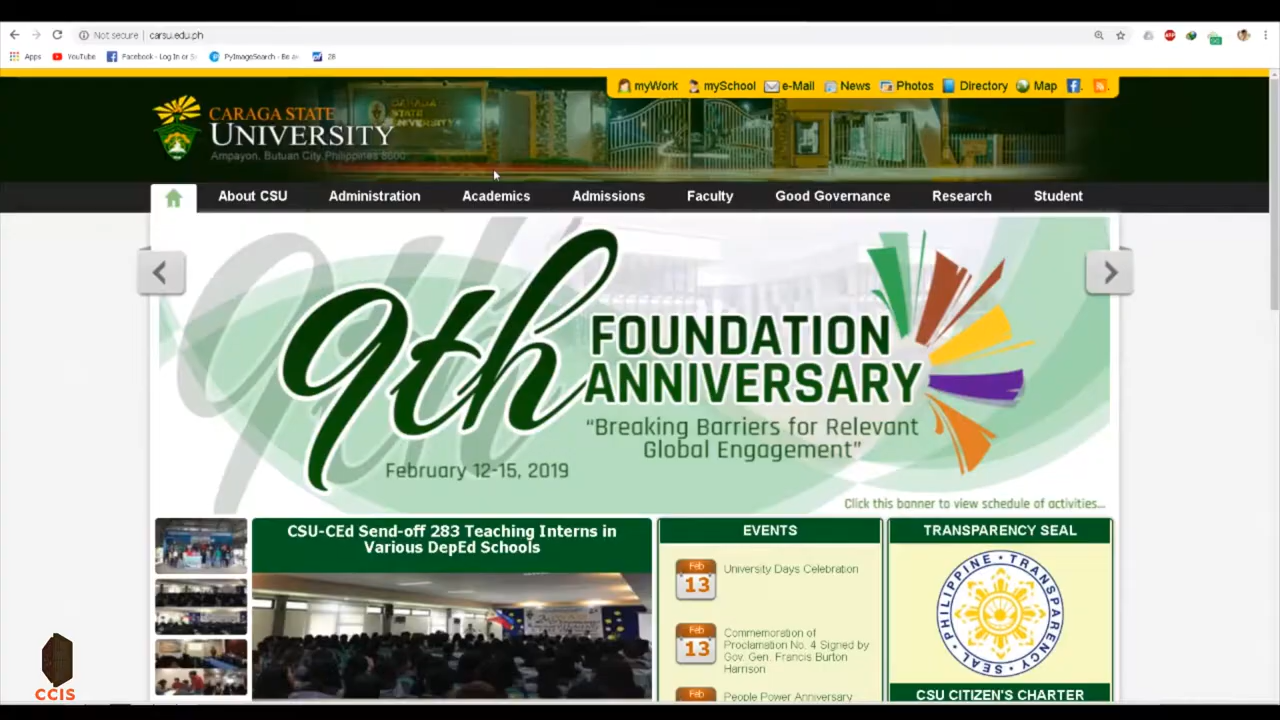 Not secure | carsu.edu.ph
Apps YouTube Facebook - Log In or S PyImageSearch - Be aw 28
myWork mySchool e-Mail News Photos Directory Map
CARAGA STATE
UNIVERSITY
Ampayon, Butuan City, Philippines 8600
CARAGA
STATE
UNIVERSITY
About CSU Administration Academics Admissions Faculty Good Governance Research Student
9th FOUNDATION
ANNIVERSARY
“Breaking Barriers for Relevant
Global Engagement”
February 12-15, 2019
Click this banner to view schedule of activities...
CSU-CEd Send-off 283 Teaching Interns in
Various DepEd Schools
EVENTS
Feb
13
University Days Celebration
Feb
13
Commemoration of
Proclamation No. 4 Signed by
Gov. Gen. Francis Burton
Harrison
Feb
People Power Anniversary
TRANSPARENCY SEAL
PHILIPPINE • TRANSPARENCY SEAL •
CSU CITIZEN'S CHARTER
CCIS